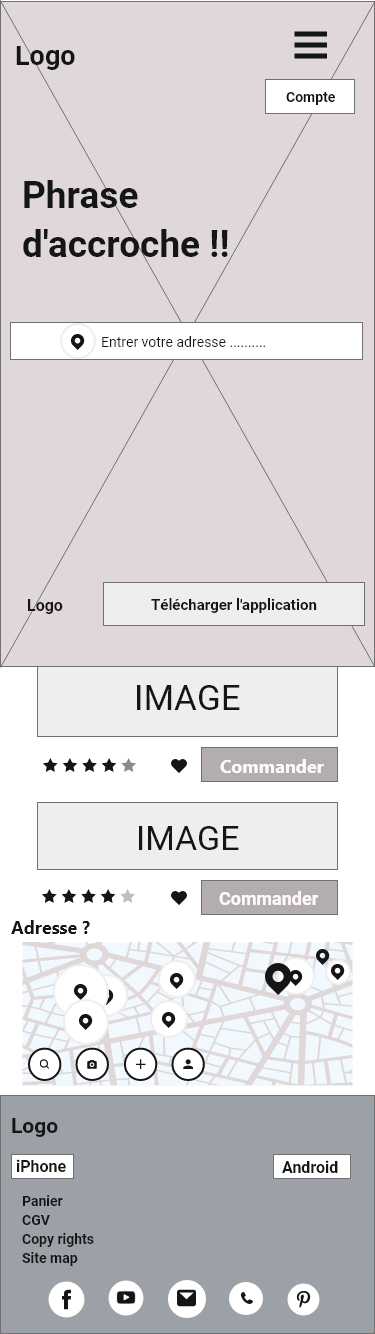 Logo
Compte
Phrase
d'accroche !!
Entrer votre adresse ..........
Logo
Télécharger l'application
IMAGE
Commander
IMAGE
Commander
Adresse ?
Logo
iPhone
Android
Panier
CGV
Copy rights
Site map